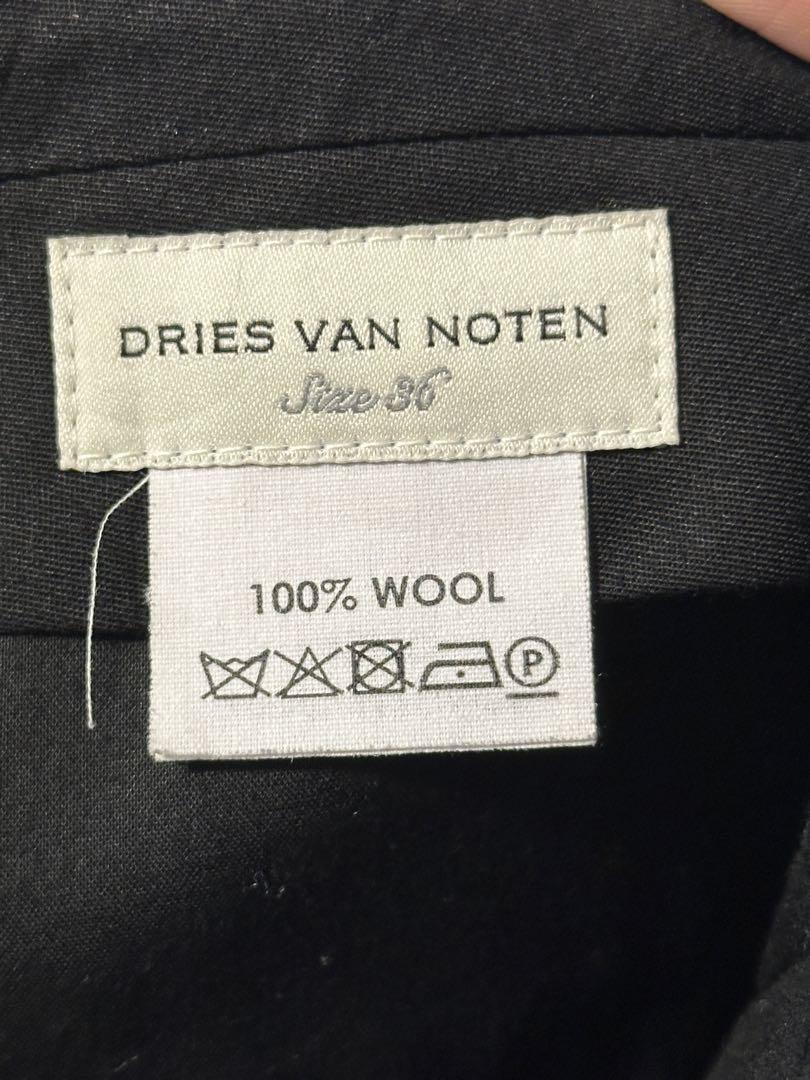 DRIES VAN NOTEN
Size 36
100% WOOL
P